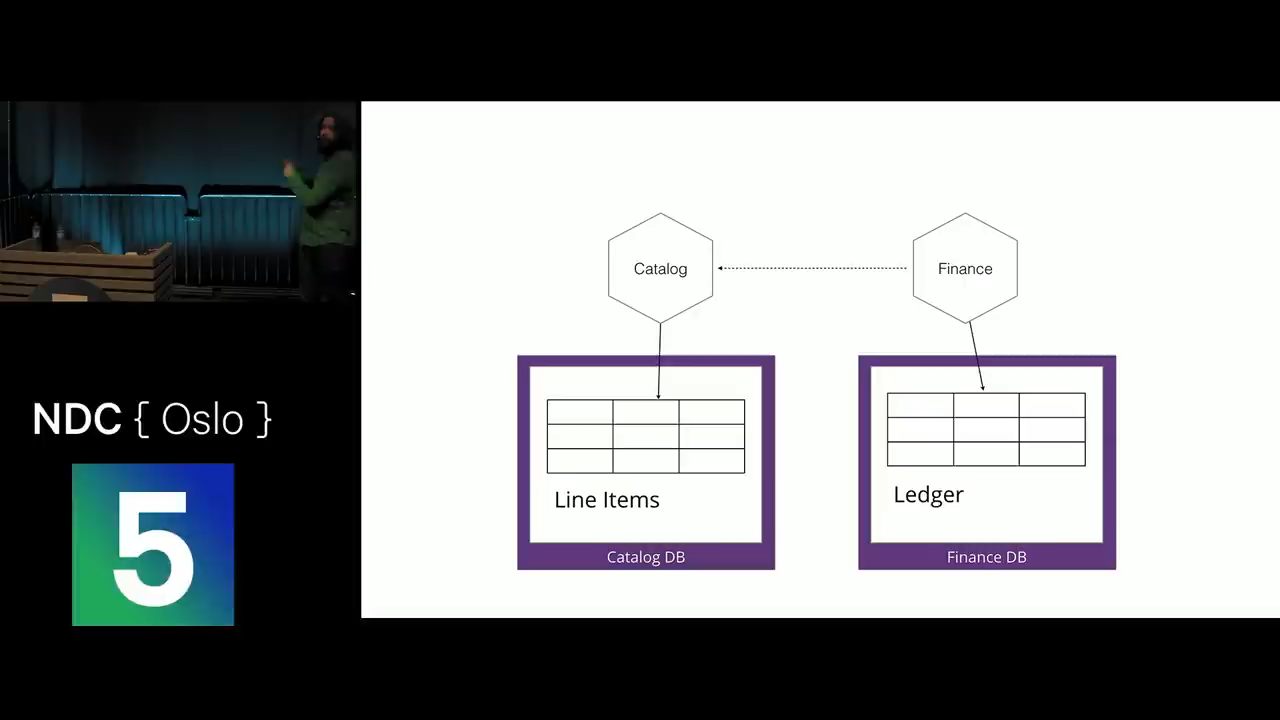 NDC { Oslo }
5
Catalog
Finance
Line Items
Catalog DB
Ledger
Finance DB